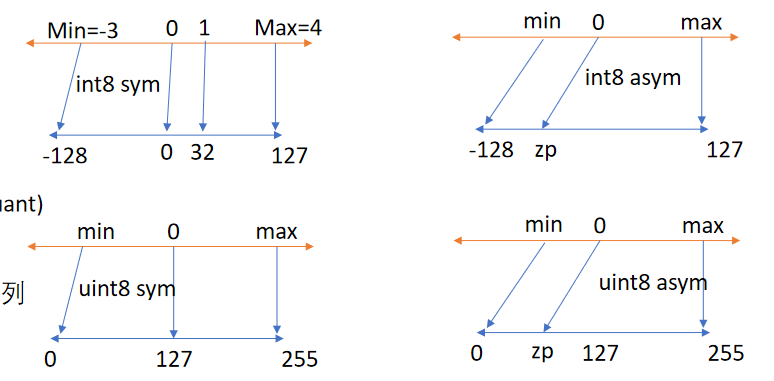 Min=-3 0 1 Max=4
int8 sym
-128 0 32 127
min 0 max
int8 asym
-128 zp 127
uant)
列
min 0 max
uint8 sym
0 127 255
min 0 max
uint8 asym
0 zp 127 255